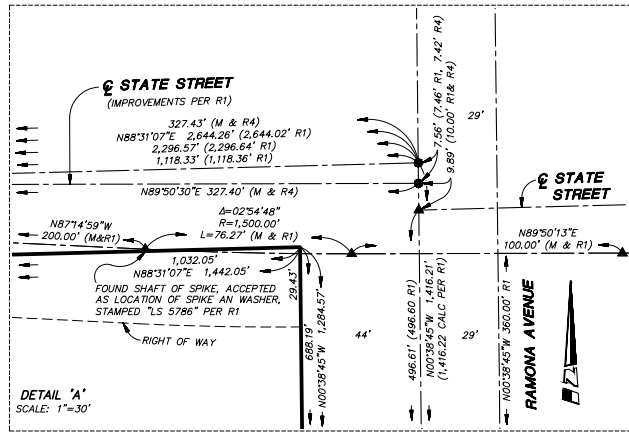 ℄ STATE STREET
(IMPROVEMENTS PER R1)
327.43' (M & R4)
N88°31'07"E 2,644.26' (2,644.02' R1)
2,296.57' (2,296.64' R1)
1,118.33' (1,118.36' R1)
N89°50'30"E 327.40' (M & R4)
7.56' (7.46' R1, 7.42' R4)
9.89' (10.00' R1& R4)
29'
℄ STATE
STREET
N87°14'59"W
200.00' (M&R1)
Δ=02°54'48"
R=1,500.00'
L=76.27' (M & R1)
N89°50'13"E
100.00' (M & R1)
1,032.05'
N88°31'07"E 1,442.05'
FOUND SHAFT OF SPIKE, ACCEPTED
AS LOCATION OF SPIKE AN WASHER,
STAMPED "LS 5786" PER R1
RIGHT OF WAY
29.43'
688.19'
N00°38'45"W 1,284.57'
44'
496.61' (496.60 R1)
N00°38'45"W 1,416.21'
(1,416.22 CALC PER R1)
29'
N00°38'45"W 360.00' R1
RAMONA AVENUE
DETAIL 'A'
SCALE: 1"=30'